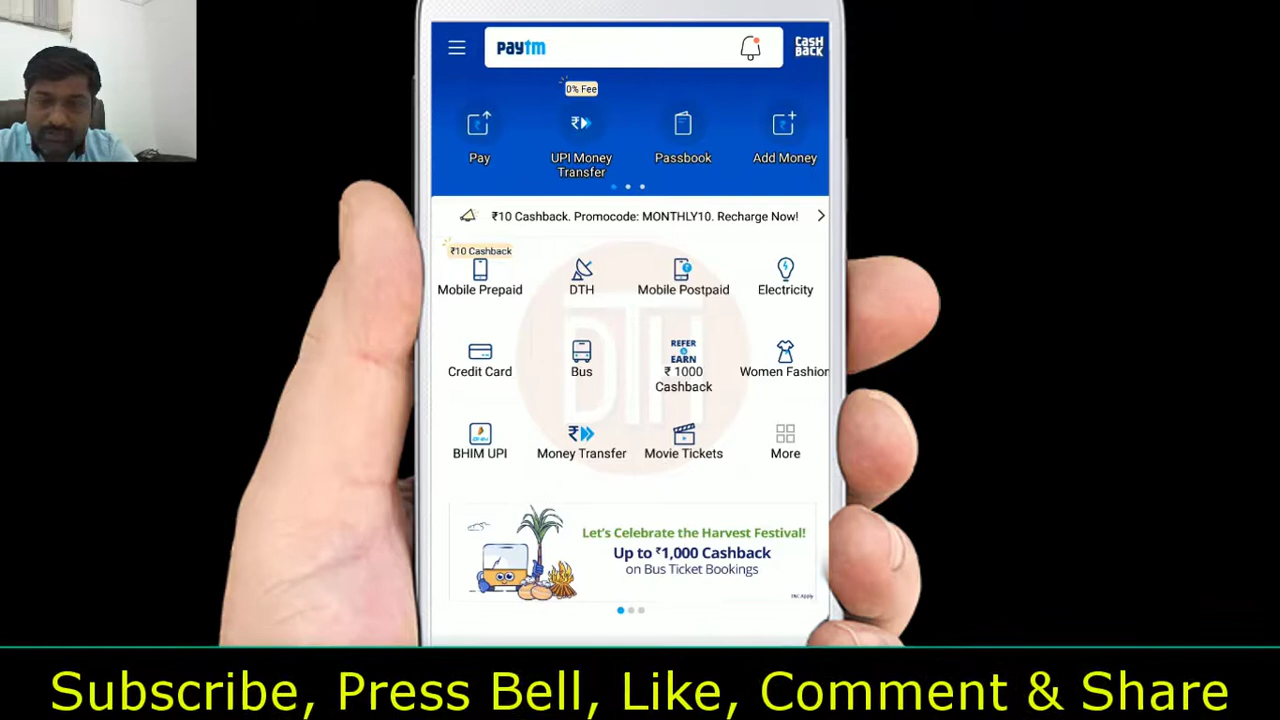 paytm
CASH
BACK
0% Fee
Pay
UPI Money
Transfer
Passbook
Add Money
₹10 Cashback. Promocode: MONTHLY10. Recharge Now!
₹10 Cashback
Mobile Prepaid
DTH
Mobile Postpaid
Electricity
Credit Card
Bus
REFER
&
EARN
₹ 1000
Cashback
Women Fashion
DTH
BHIM UPI
Money Transfer
Movie Tickets
More
Let's Celebrate the Harvest Festival!
Up to ₹1,000 Cashback
on Bus Ticket Bookings
T&C Apply
Subscribe, Press Bell, Like, Comment & Share